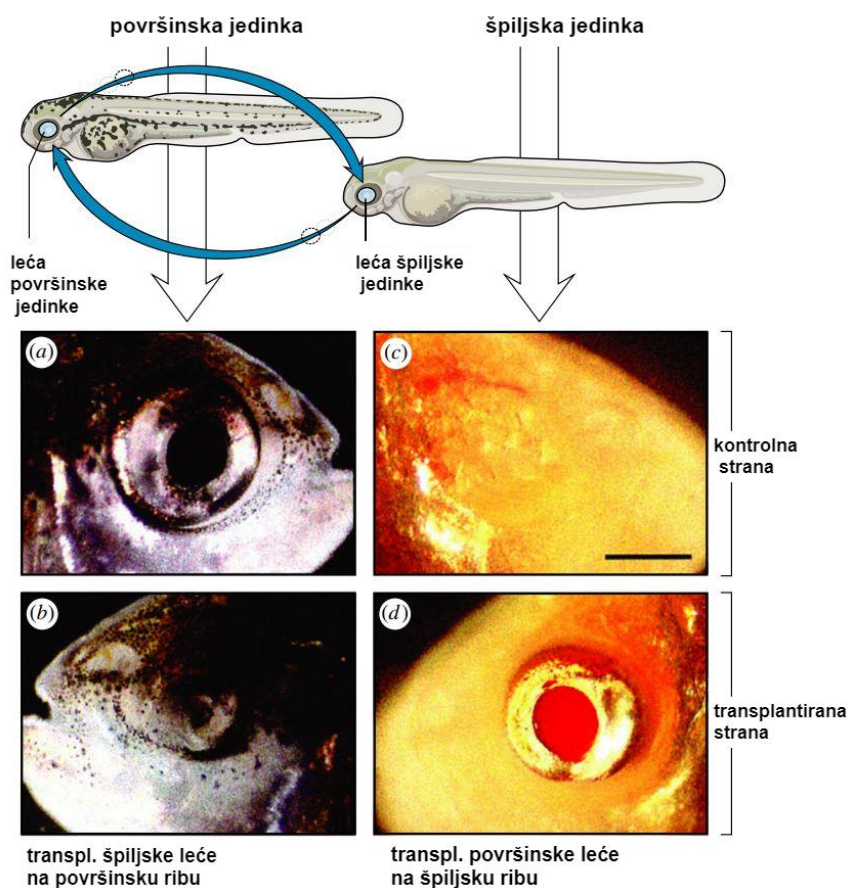 površinska jedinka
špiljska jedinka
leća
površinske
jedinke
leća špiljske
jedinke
(a)
(c)
kontrolna
strana
(b)
(d)
transplantirana
strana
transpl. špiljske leće
na površinsku ribu
transpl. površinske leće
na špiljsku ribu